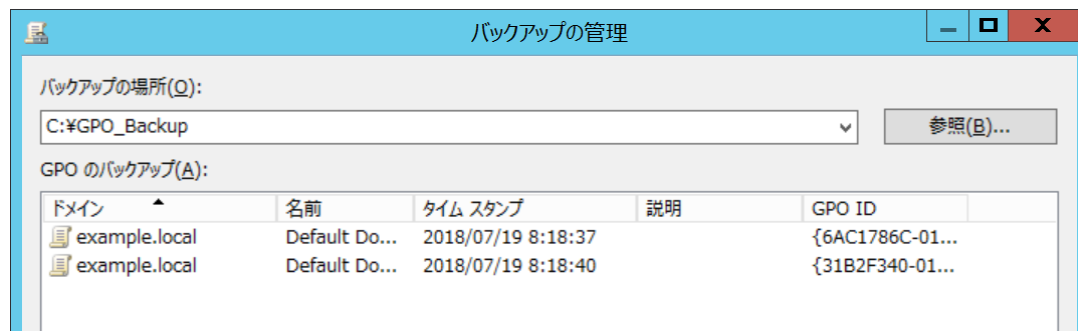 バックアップの管理
バックアップの場所(O):
C:¥GPO_Backup
参照(B)...
GPO のバックアップ(A):
ドメイン 名前 タイム スタンプ 説明 GPO ID
example.local Default Do... 2018/07/19 8:18:37 {6AC1786C-01...
example.local Default Do... 2018/07/19 8:18:40 {31B2F340-01...